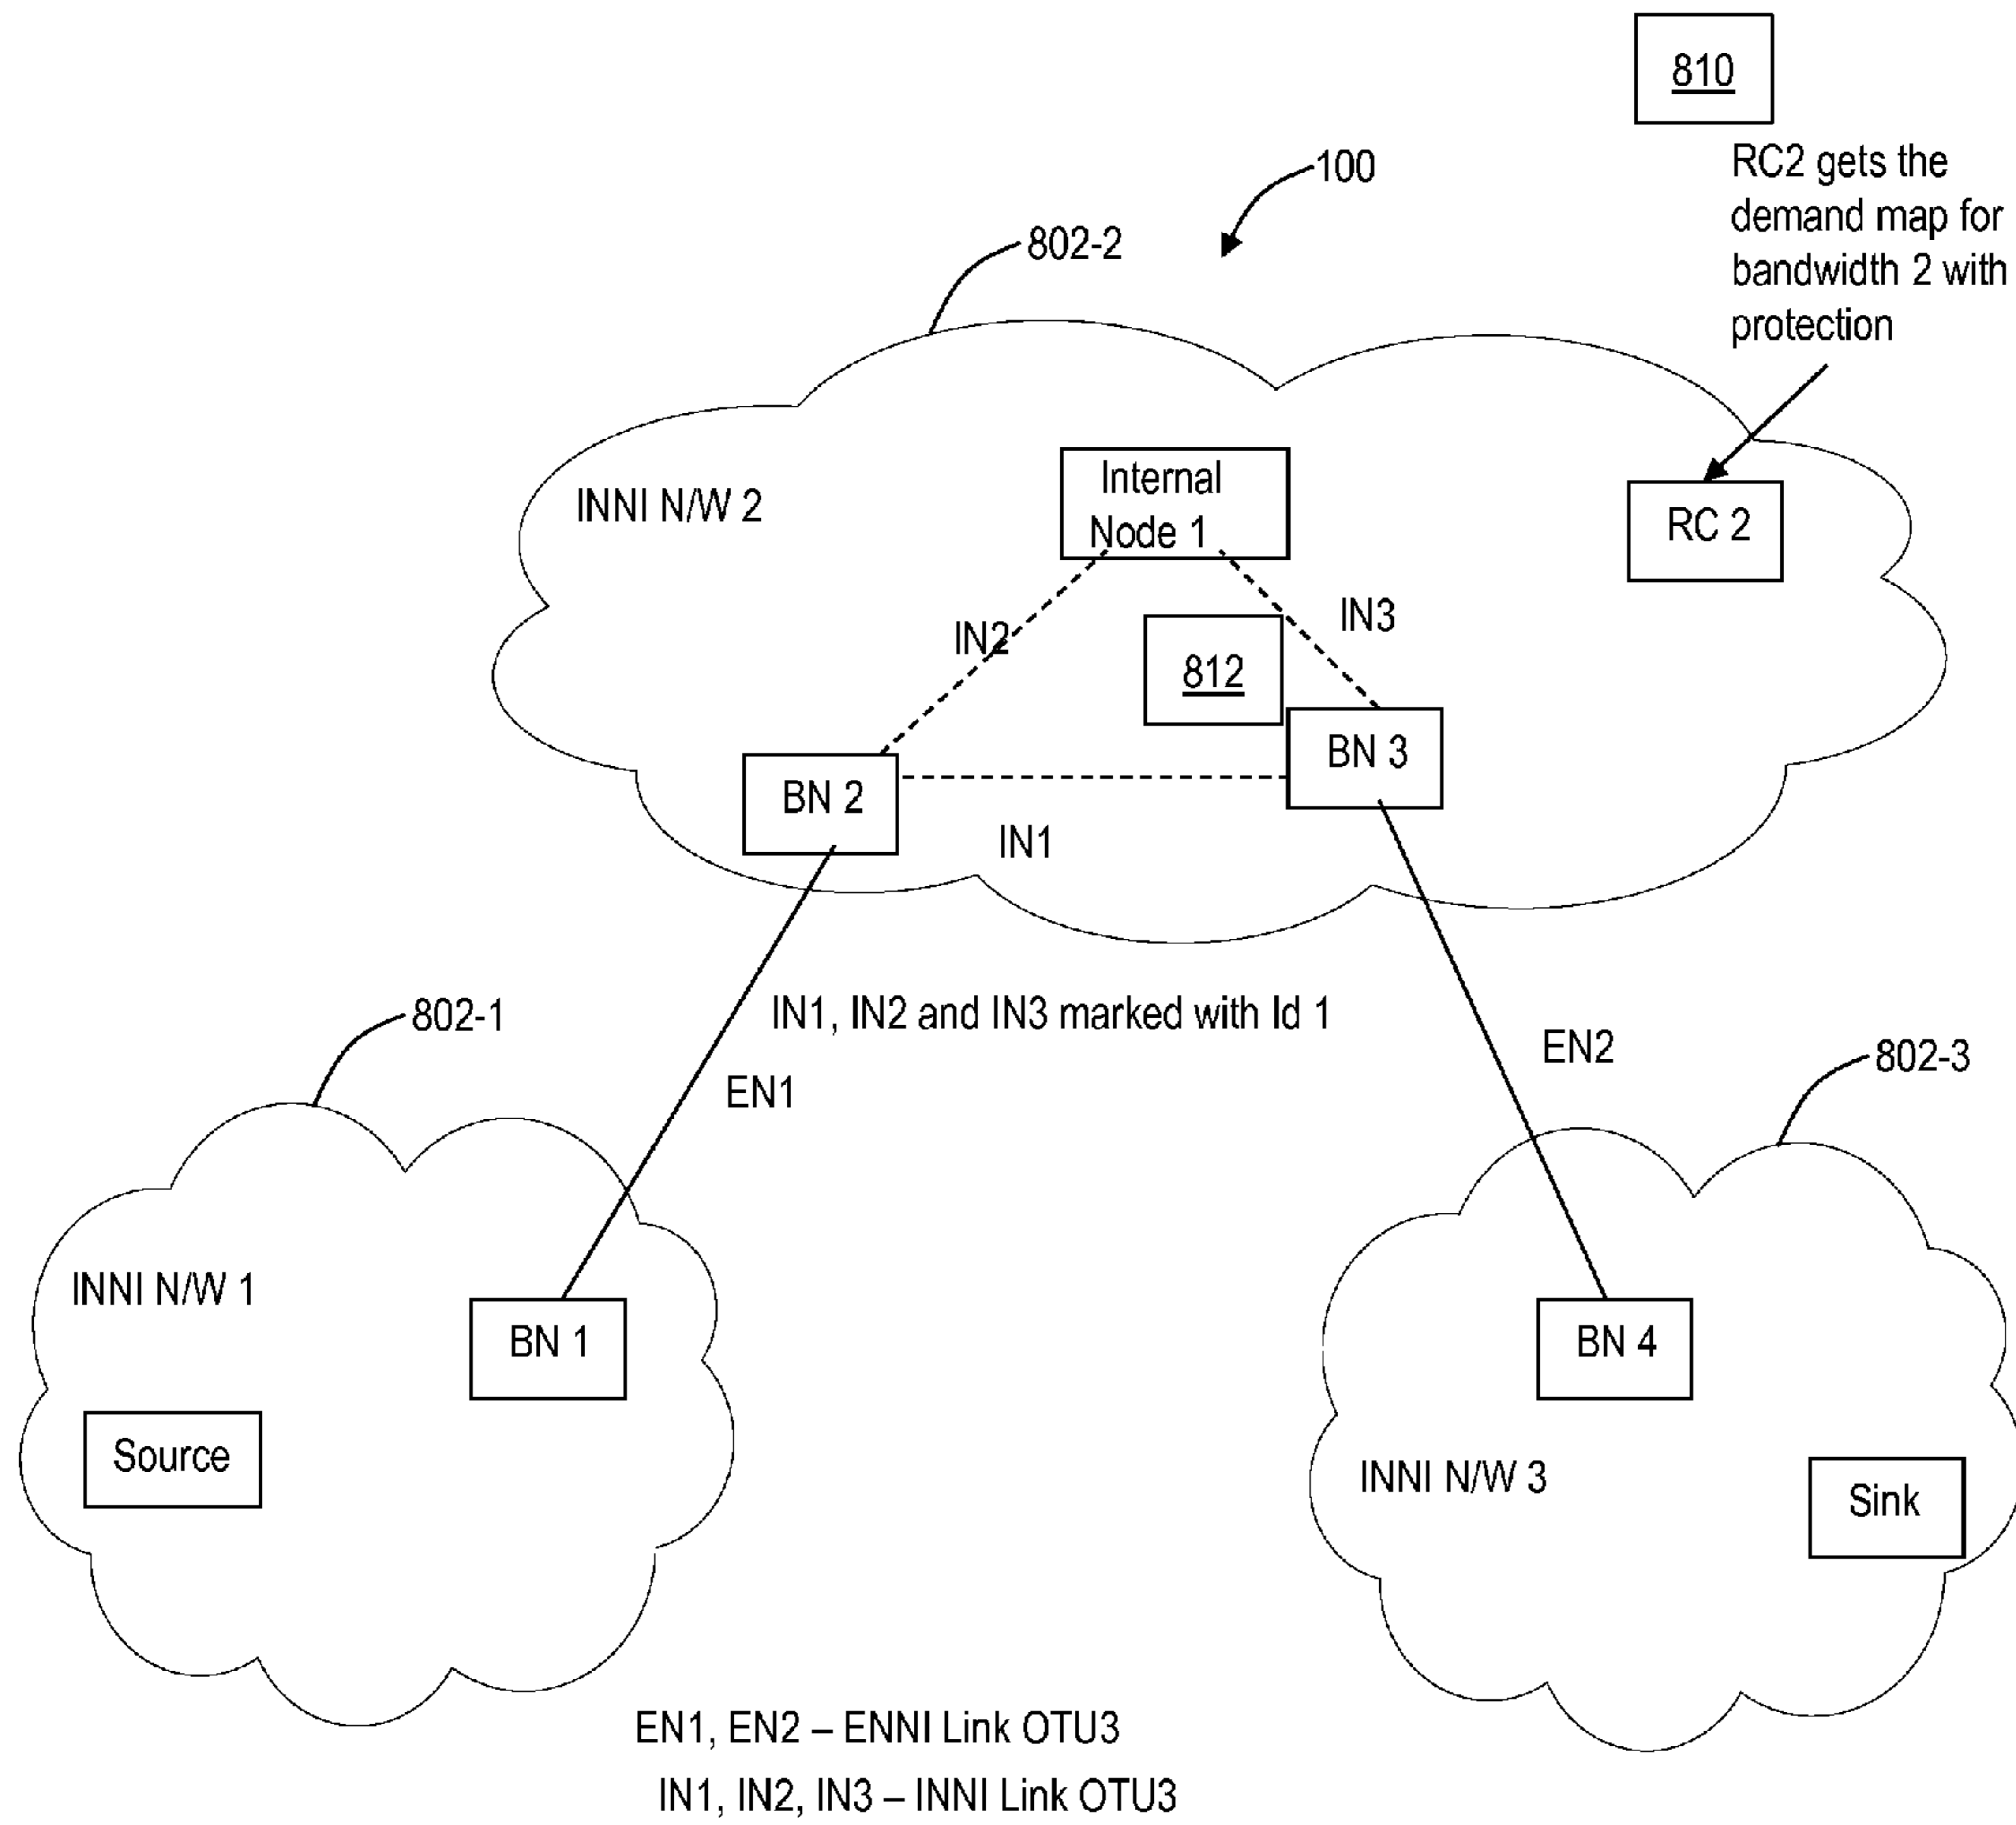 810
RC2 gets the
demand map for
bandwidth 2 with
protection
100
802-2
INNI N/W 2
Internal
Node 1
RC 2
IN2
IN3
812
BN 3
BN 2
IN1
802-1
IN1, IN2 and IN3 marked with Id 1
EN1
EN2
802-3
INNI N/W 1
BN 1
BN 4
Source
INNI N/W 3
Sink
EN1, EN2 – ENNI Link OTU3
IN1, IN2, IN3 – INNI Link OTU3